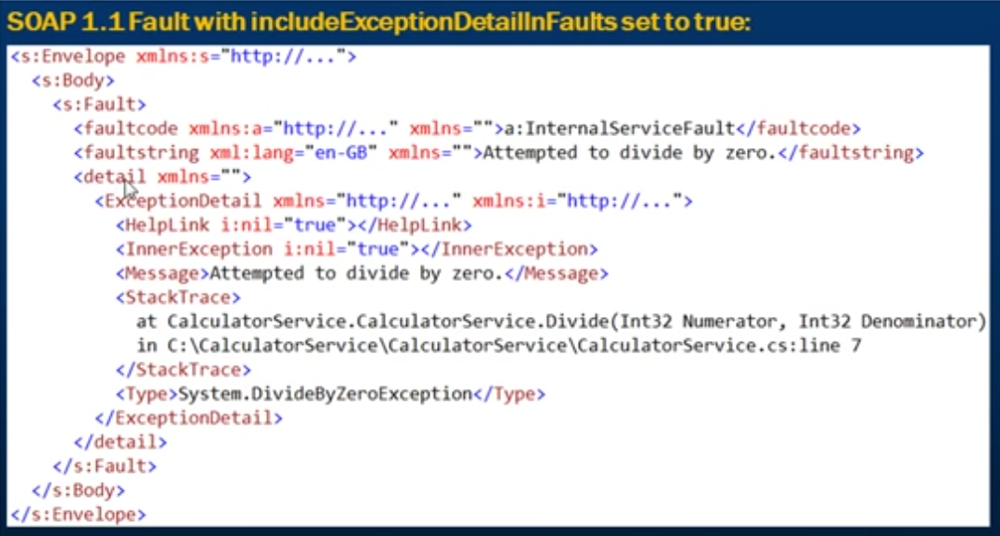 SOAP 1.1 Fault with includeExceptionDetailInFaults set to true:
<s:Envelope xmlns:s="http://...">
  <s:Body>
    <s:Fault>
      <faultcode xmlns:a="http://..." xmlns="">a:InternalServiceFault</faultcode>
      <faultstring xml:lang="en-GB" xmlns="">Attempted to divide by zero.</faultstring>
      <detail xmlns="">
        <ExceptionDetail xmlns="http://..." xmlns:i="http://...">
          <HelpLink i:nil="true"></HelpLink>
          <InnerException i:nil="true"></InnerException>
          <Message>Attempted to divide by zero.</Message>
          <StackTrace>
            at CalculatorService.CalculatorService.Divide(Int32 Numerator, Int32 Denominator)
            in C:\CalculatorService\CalculatorService\CalculatorService.cs:line 7
          </StackTrace>
          <Type>System.DivideByZeroException</Type>
        </ExceptionDetail>
      </detail>
    </s:Fault>
  </s:Body>
</s:Envelope>